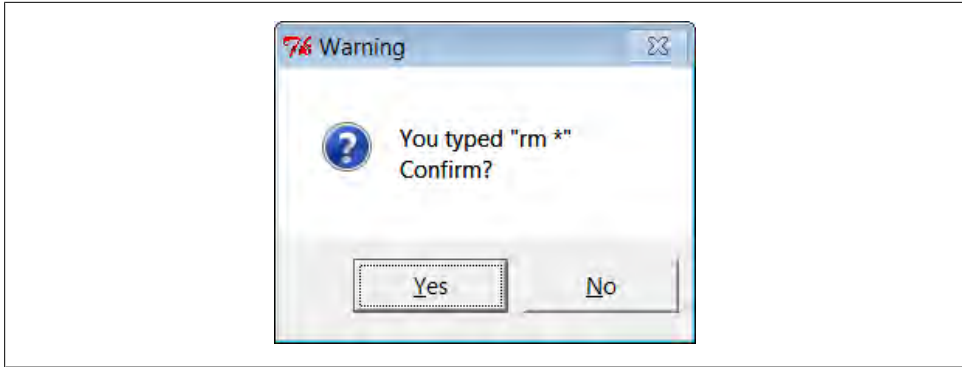 Warning
You typed "rm *"
Confirm?
Yes
No